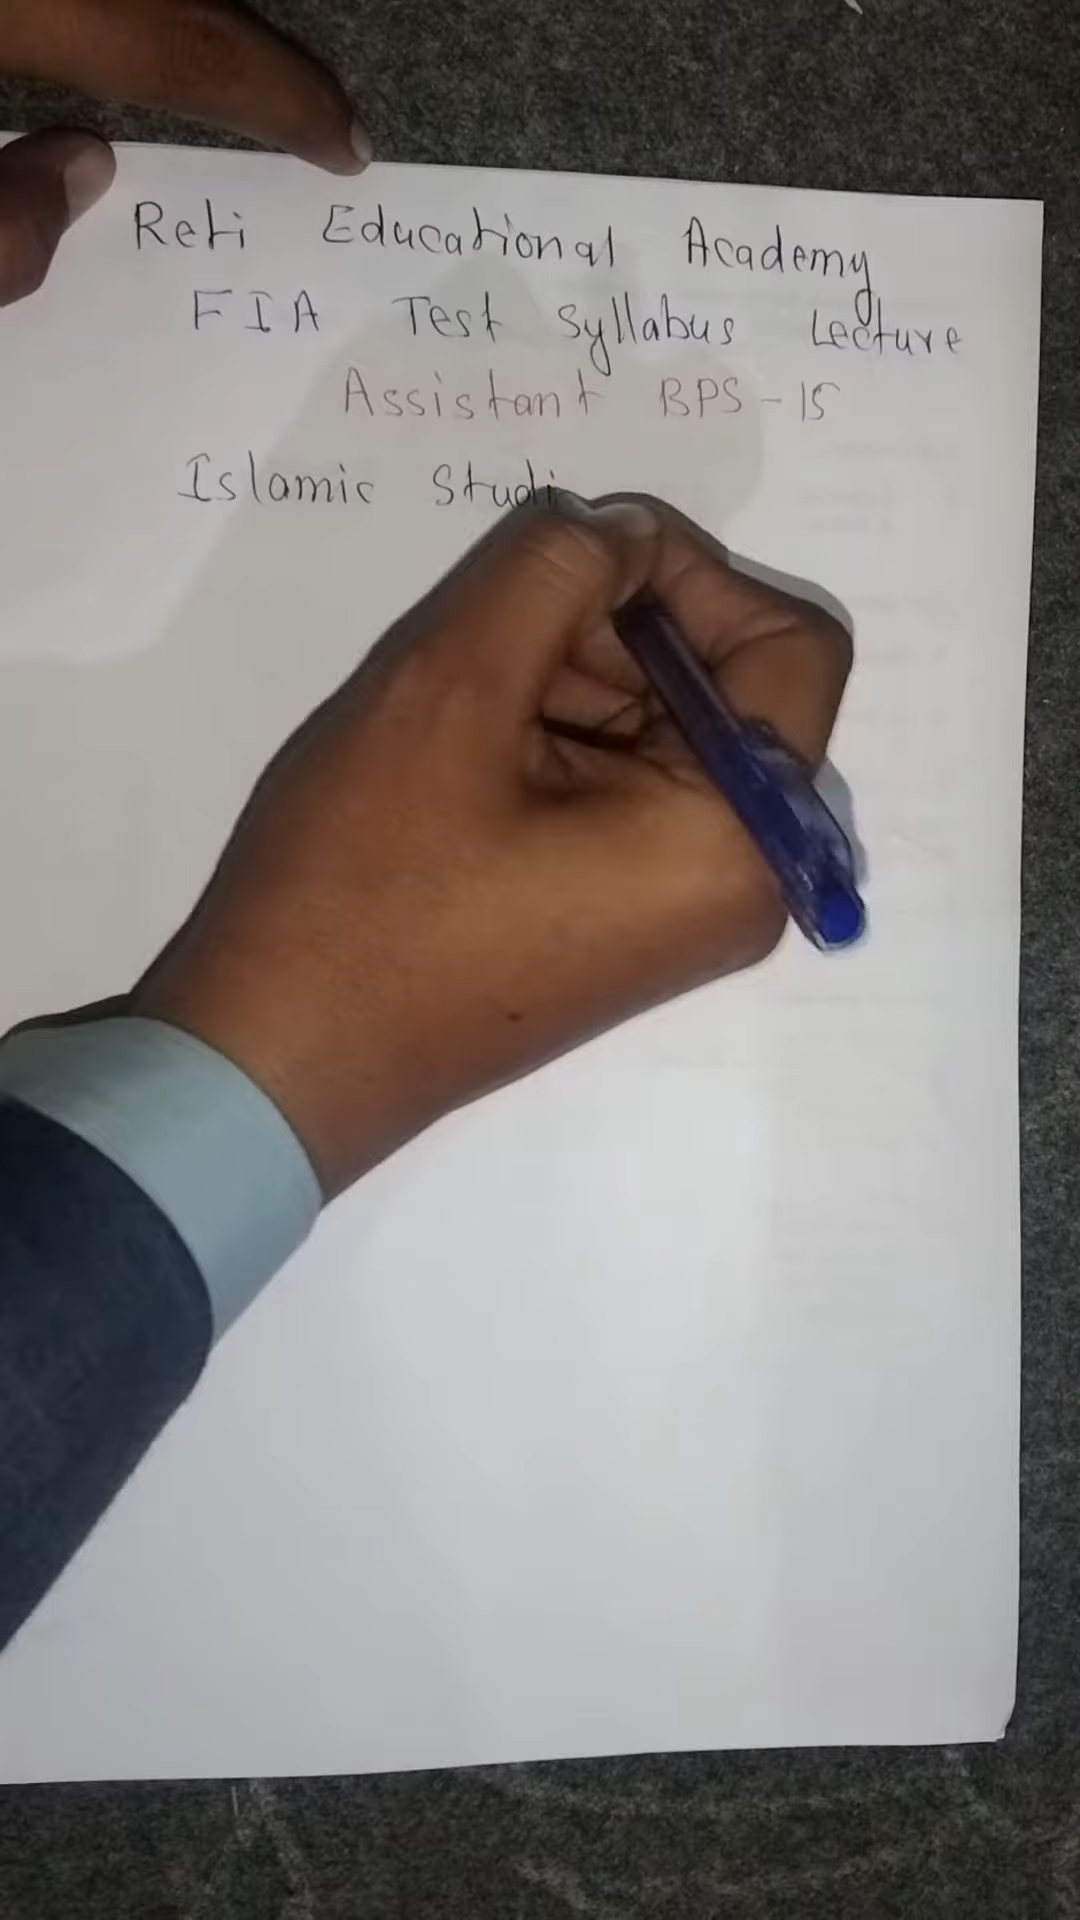 Reti Educational Academy
FIA Test Syllabus Lecture
Assistant BPS-15
Islamic Studi